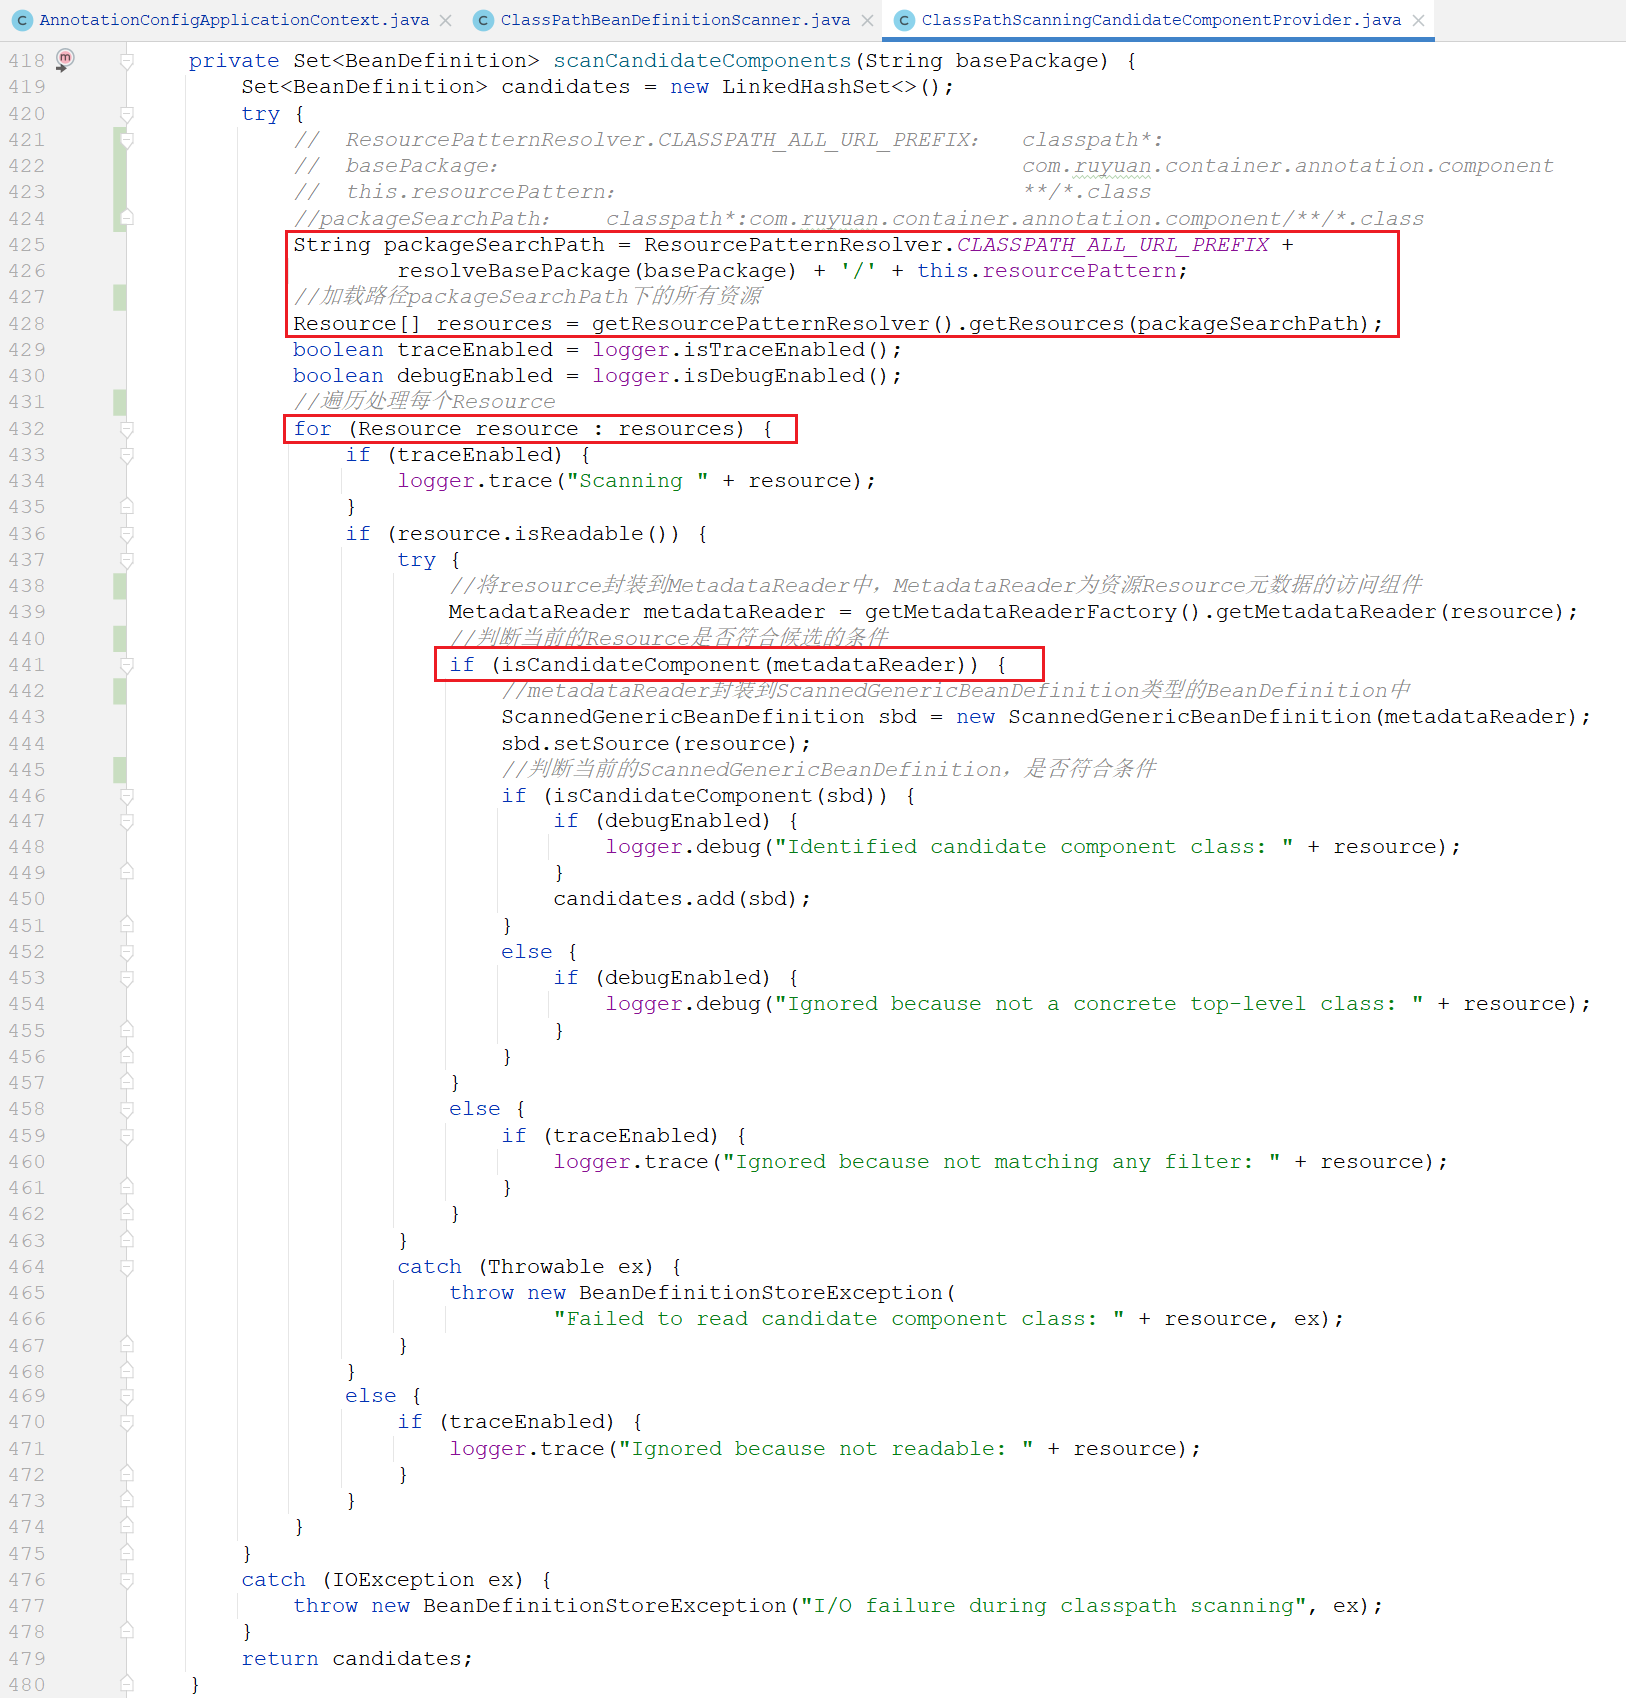 AnnotationConfigApplicationContext.java ClassPathBeanDefinitionScanner.java ClassPathScanningCandidateComponentProvider.java
418 private Set<BeanDefinition> scanCandidateComponents(String basePackage) {
419 Set<BeanDefinition> candidates = new LinkedHashSet<>();
420 try {
421 // ResourcePatternResolver.CLASSPATH_ALL_URL_PREFIX： classpath*:
422 // basePackage： com.ruyuan.container.annotation.component
423 // this.resourcePattern： **/*.class
424 //packageSearchPath： classpath*:com.ruyuan.container.annotation.component/**/*.class
425 String packageSearchPath = ResourcePatternResolver.CLASSPATH_ALL_URL_PREFIX +
426 resolveBasePackage(basePackage) + '/' + this.resourcePattern;
427 //加载路径packageSearchPath下的所有资源
428 Resource[] resources = getResourcePatternResolver().getResources(packageSearchPath);
429 boolean traceEnabled = logger.isTraceEnabled();
430 boolean debugEnabled = logger.isDebugEnabled();
431 //遍历处理每个Resource
432 for (Resource resource : resources) {
433 if (traceEnabled) {
434 logger.trace("Scanning " + resource);
435 }
436 if (resource.isReadable()) {
437 try {
438 //将resource封装到MetadataReader中，MetadataReader为资源Resource元数据的访问组件
439 MetadataReader metadataReader = getMetadataReaderFactory().getMetadataReader(resource);
440 //判断当前的Resource是否符合候选的条件
441 if (isCandidateComponent(metadataReader)) {
442 //metadataReader封装到ScannedGenericBeanDefinition类型的BeanDefinition中
443 ScannedGenericBeanDefinition sbd = new ScannedGenericBeanDefinition(metadataReader);
444 sbd.setSource(resource);
445 //判断当前的ScannedGenericBeanDefinition，是否符合条件
446 if (isCandidateComponent(sbd)) {
447 if (debugEnabled) {
448 logger.debug("Identified candidate component class: " + resource);
449 }
450 candidates.add(sbd);
451 }
452 else {
453 if (debugEnabled) {
454 logger.debug("Ignored because not a concrete top-level class: " + resource);
455 }
456 }
457 }
458 else {
459 if (traceEnabled) {
460 logger.trace("Ignored because not matching any filter: " + resource);
461 }
462 }
463 }
464 catch (Throwable ex) {
465 throw new BeanDefinitionStoreException(
466 "Failed to read candidate component class: " + resource, ex);
467 }
468 }
469 else {
470 if (traceEnabled) {
471 logger.trace("Ignored because not readable: " + resource);
472 }
473 }
474 }
475 }
476 catch (IOException ex) {
477 throw new BeanDefinitionStoreException("I/O failure during classpath scanning", ex);
478 }
479 return candidates;
480 }